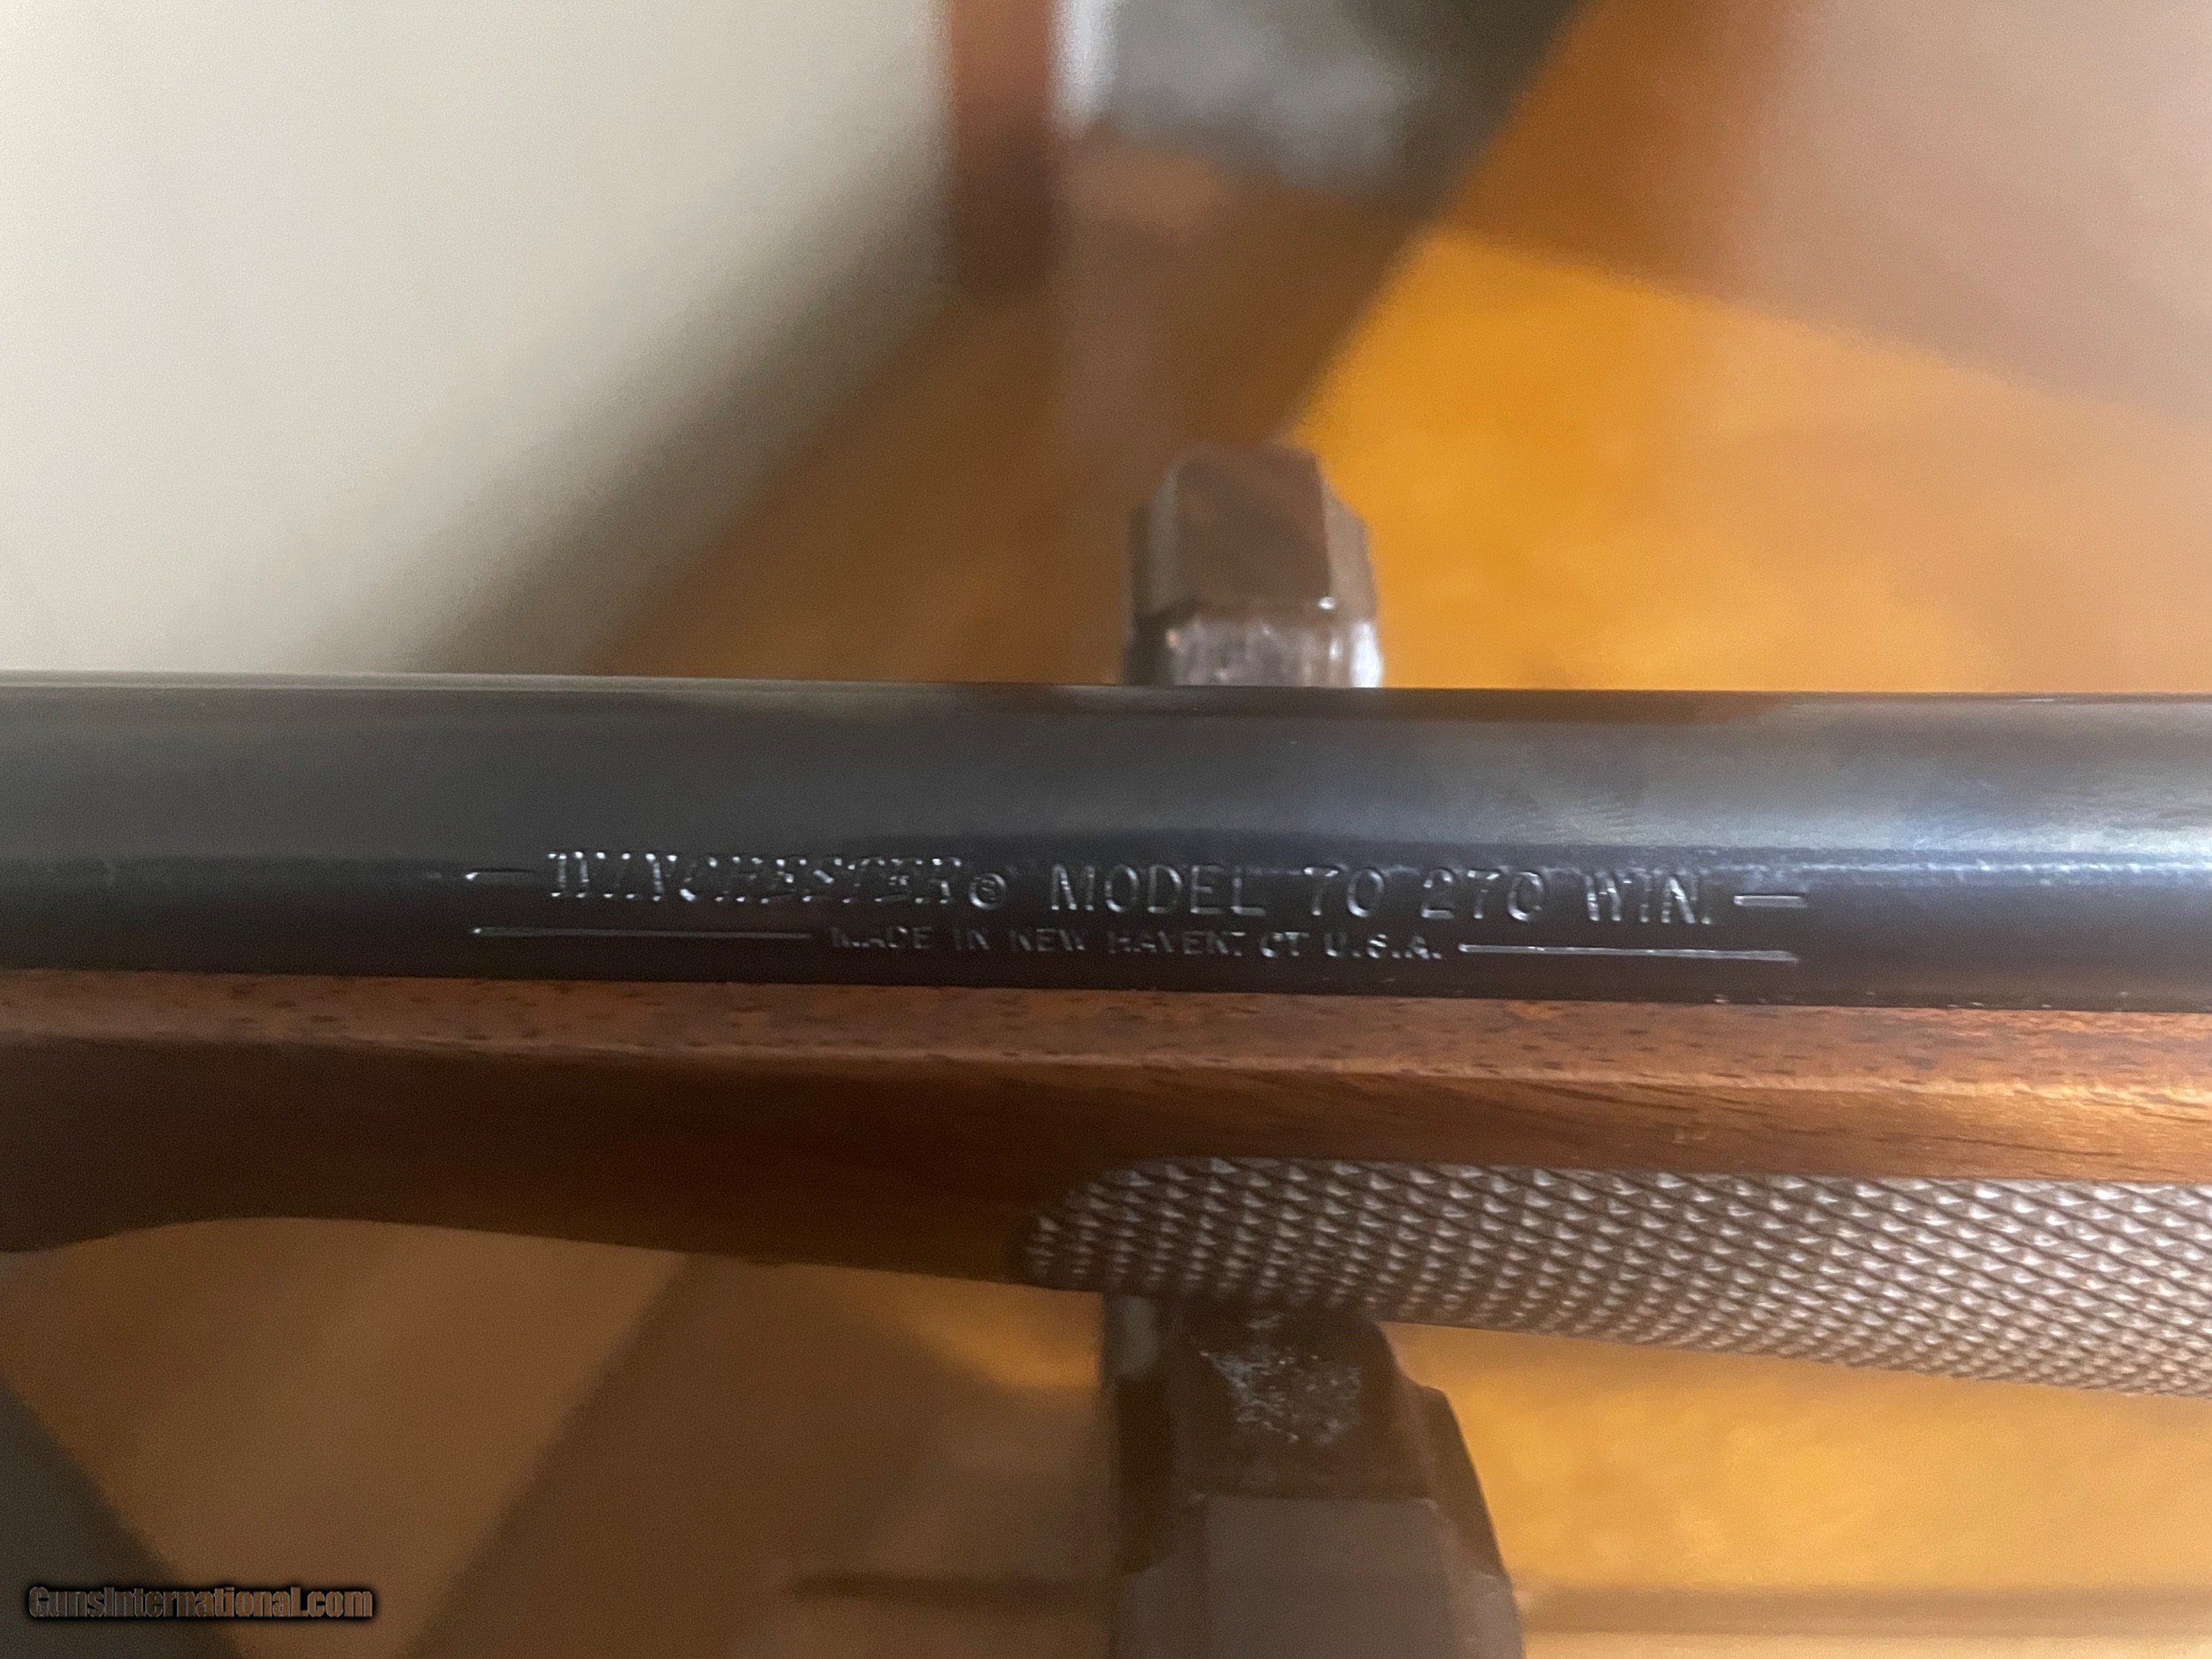 WINCHESTER® MODEL 70 270 WIN.
MADE IN NEW HAVEN. CT U.S.A.
GunsInternational.com